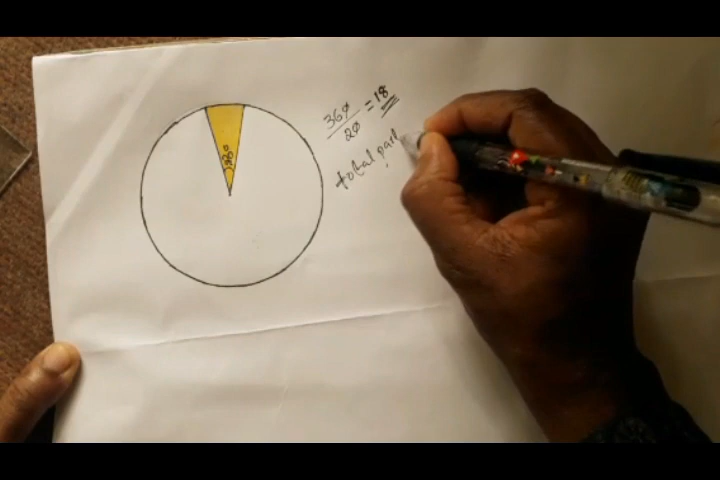 20°
360/20 = 18
total part